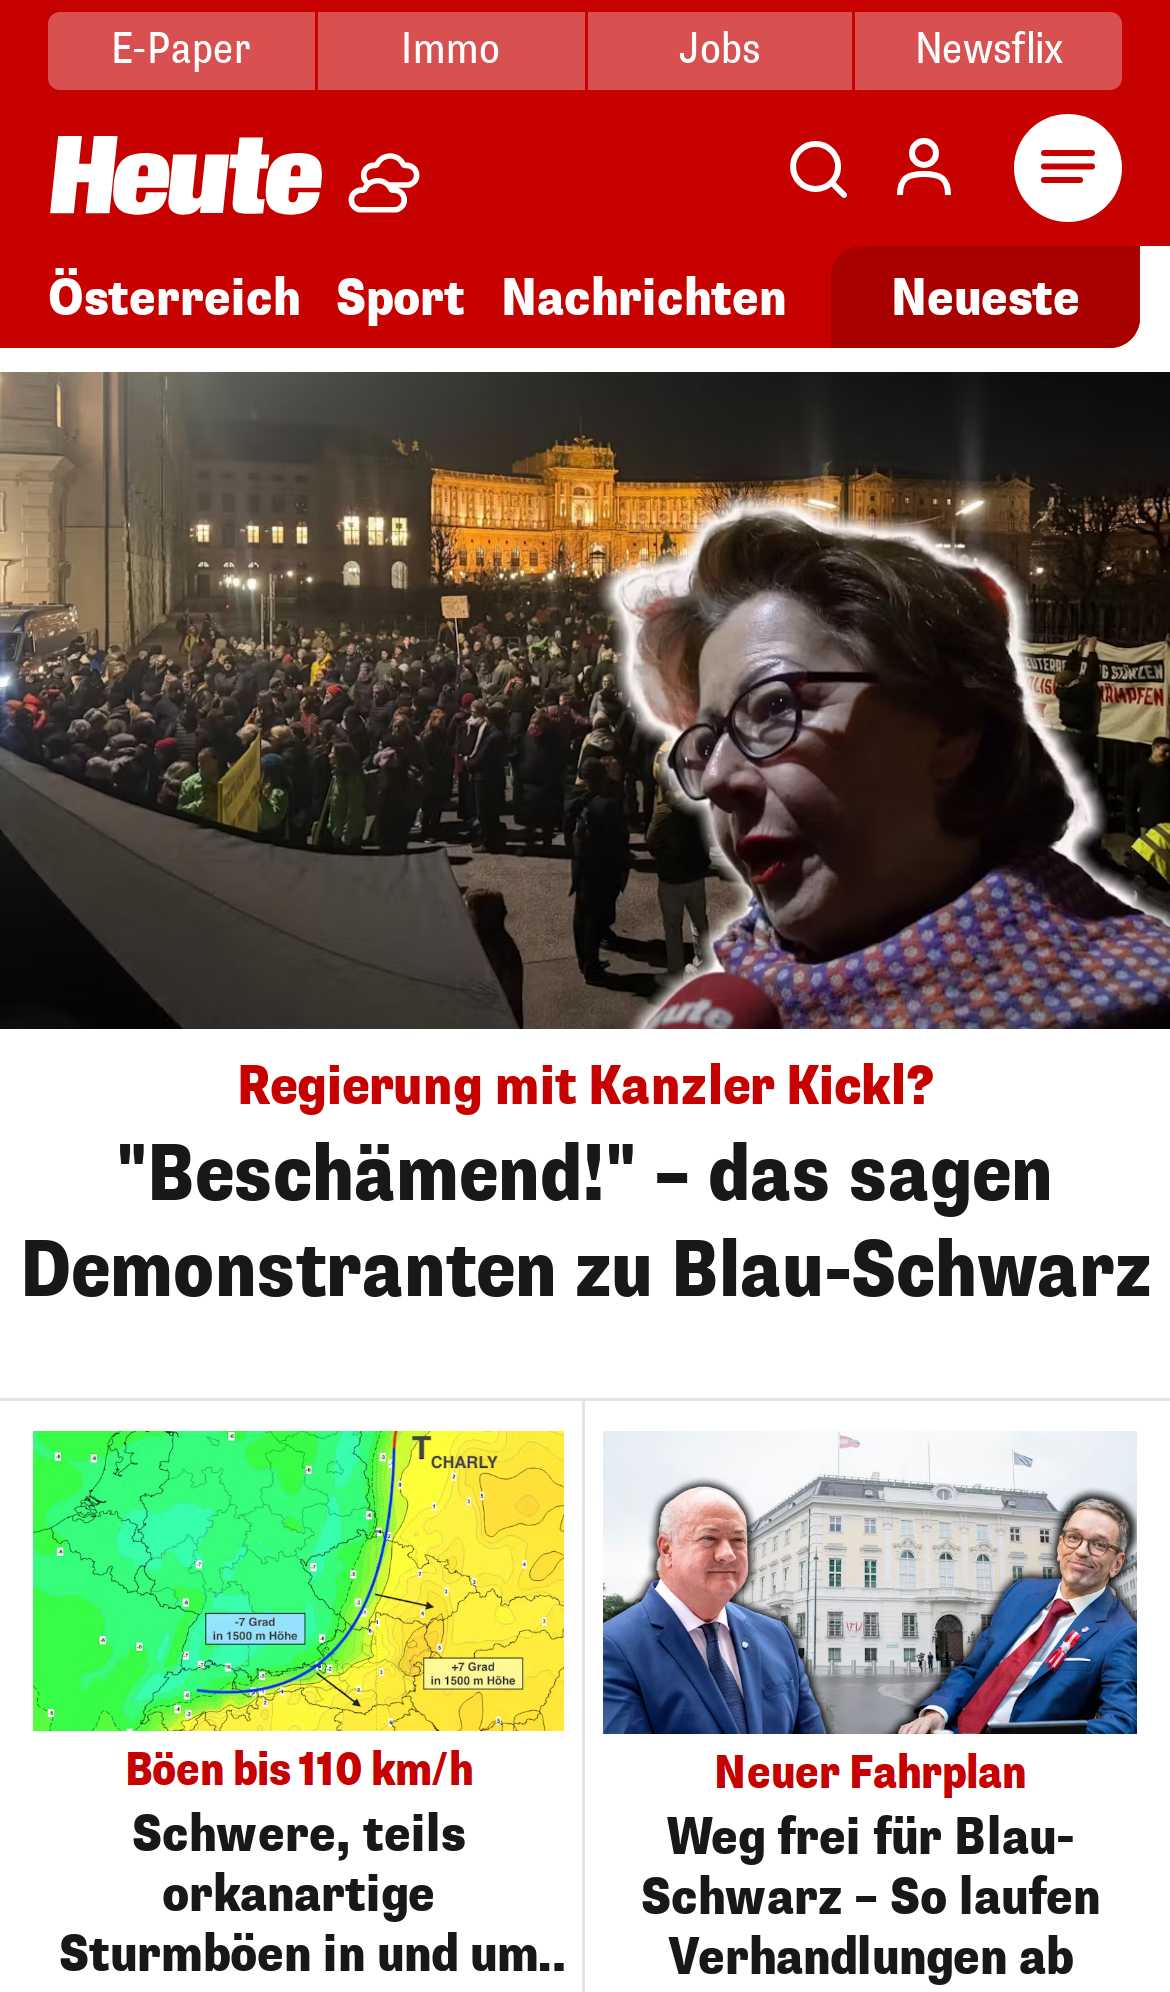 E-Paper Immo Jobs Newsflix
Heute
Österreich Sport Nachrichten Neueste
STÜRZEN
KÄMPFEN
Regierung mit Kanzler Kickl?
"Beschämend!" – das sagen
Demonstranten zu Blau-Schwarz
T CHARLY
-7 Grad
in 1500 m Höhe
+7 Grad
in 1500 m Höhe
Böen bis 110 km/h
Schwere, teils
orkanartige
Sturmböen in und um..
Neuer Fahrplan
Weg frei für Blau-
Schwarz – So laufen
Verhandlungen ab